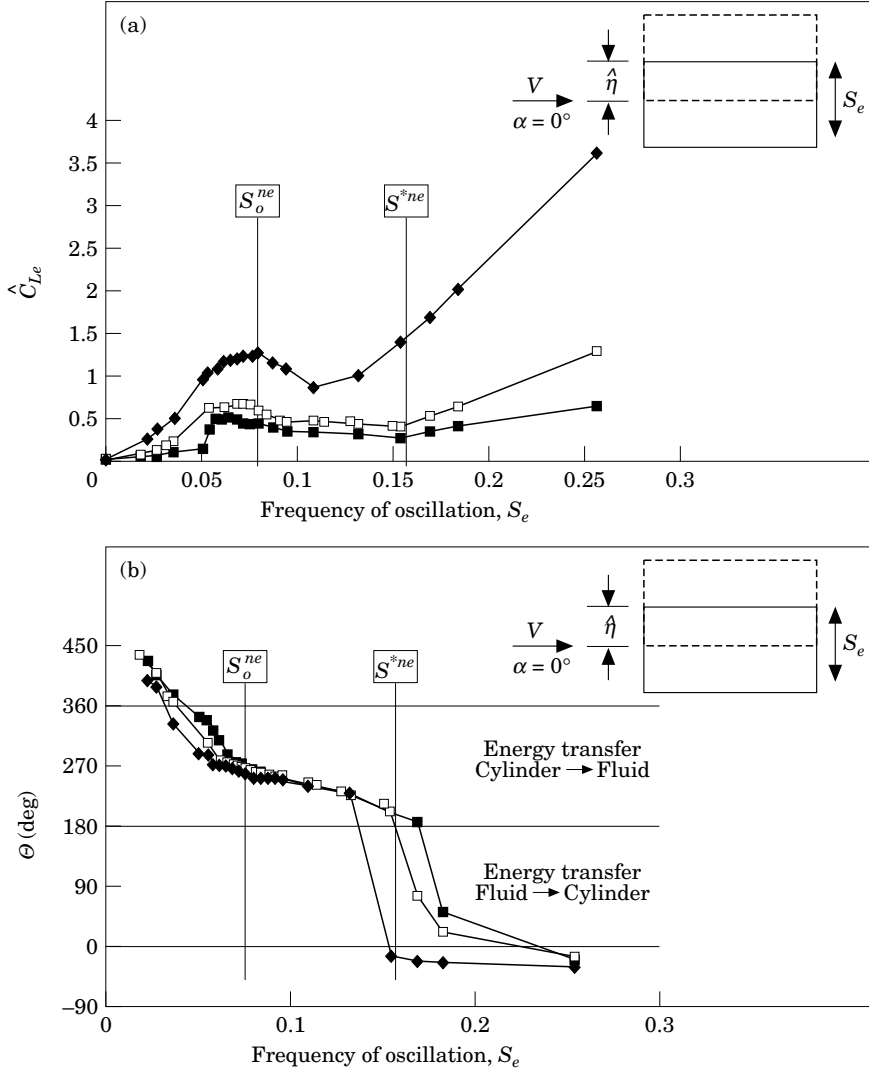 (a)
V
α = 0°
η̂
S_e
4
3.5
3
2.5
2
1.5
1
0.5
Ĉ_Le
S_o^ne
S*^ne
0
0.05
0.1
0.15
0.2
0.25
0.3
Frequency of oscillation, S_e
(b)
V
α = 0°
η̂
S_e
450
360
270
180
90
0
−90
Θ (deg)
S_o^ne
S*^ne
Energy transfer
Cylinder → Fluid
Energy transfer
Fluid → Cylinder
0
0.1
0.2
0.3
Frequency of oscillation, S_e